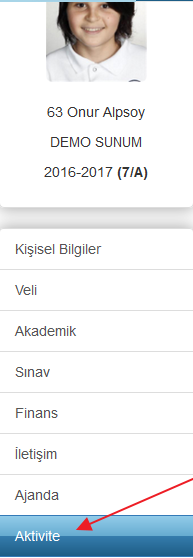 63 Onur Alpsoy
DEMO SUNUM
2016-2017 (7/A)
Kişisel Bilgiler
Veli
Akademik
Sınav
Finans
İletişim
Ajanda
Aktivite